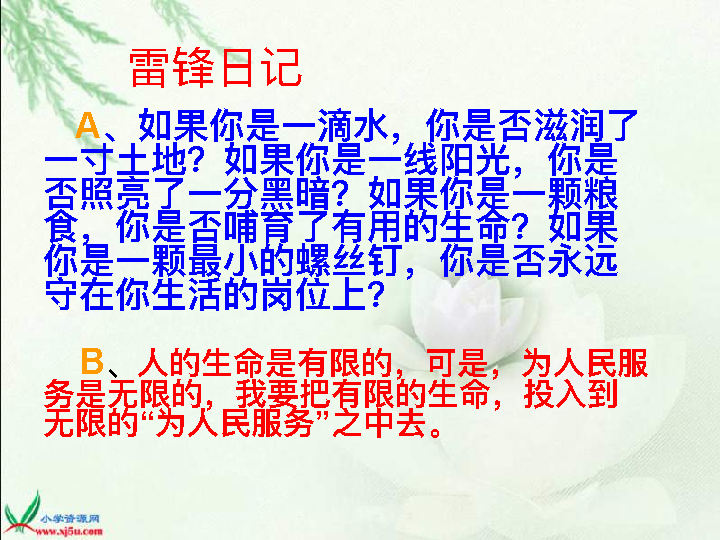 雷锋日记
A、如果你是一滴水，你是否滋润了
一寸土地？如果你是一线阳光，你是
否照亮了一分黑暗？如果你是一颗粮
食，你是否哺育了有用的生命？如果
你是一颗最小的螺丝钉，你是否永远
守在你生活的岗位上？
B、人的生命是有限的，可是，为人民服
务是无限的，我要把有限的生命，投入到
无限的“为人民服务”之中去。
小学资源网
www.xj5u.com